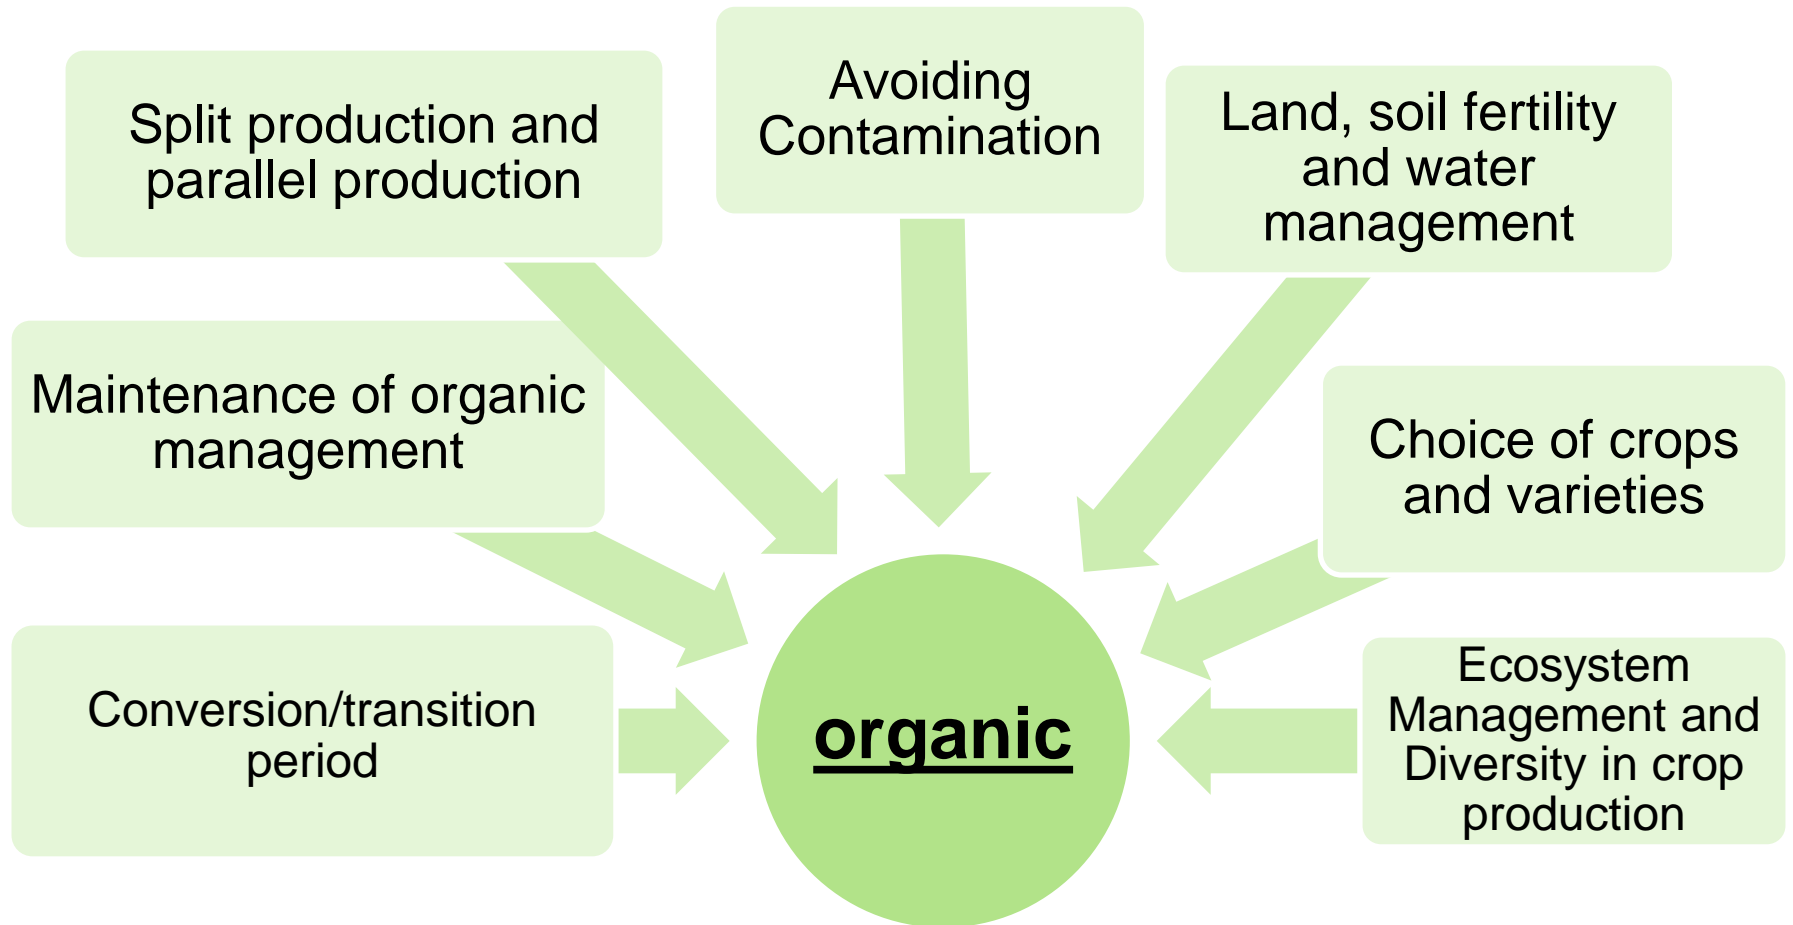 Split production and
parallel production
Avoiding
Contamination
Land, soil fertility
and water
management
Maintenance of organic
management
Choice of crops
and varieties
Conversion/transition
period
organic
Ecosystem
Management and
Diversity in crop
production